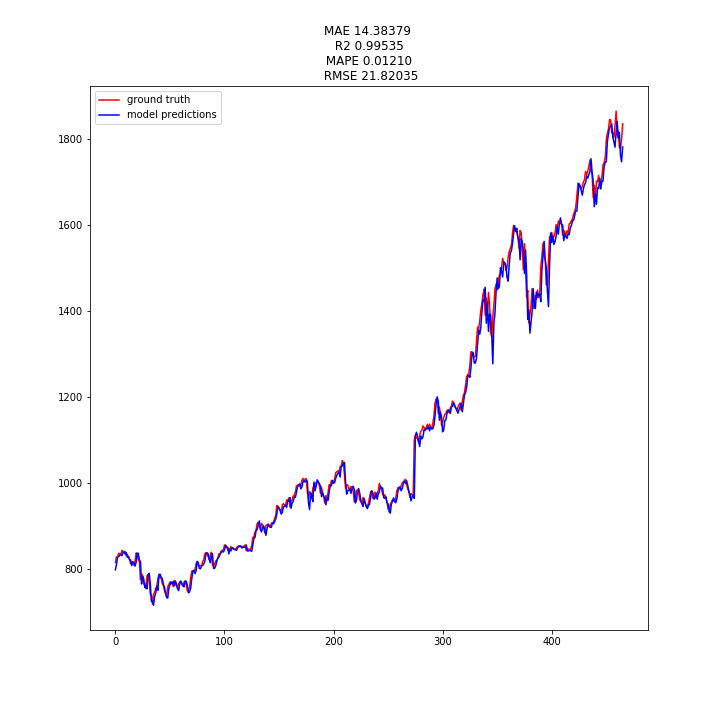 MAE 14.38379
R2 0.99535
MAPE 0.01210
RMSE 21.82035
ground truth
model predictions
1800
1600
1400
1200
1000
800
0 100 200 300 400